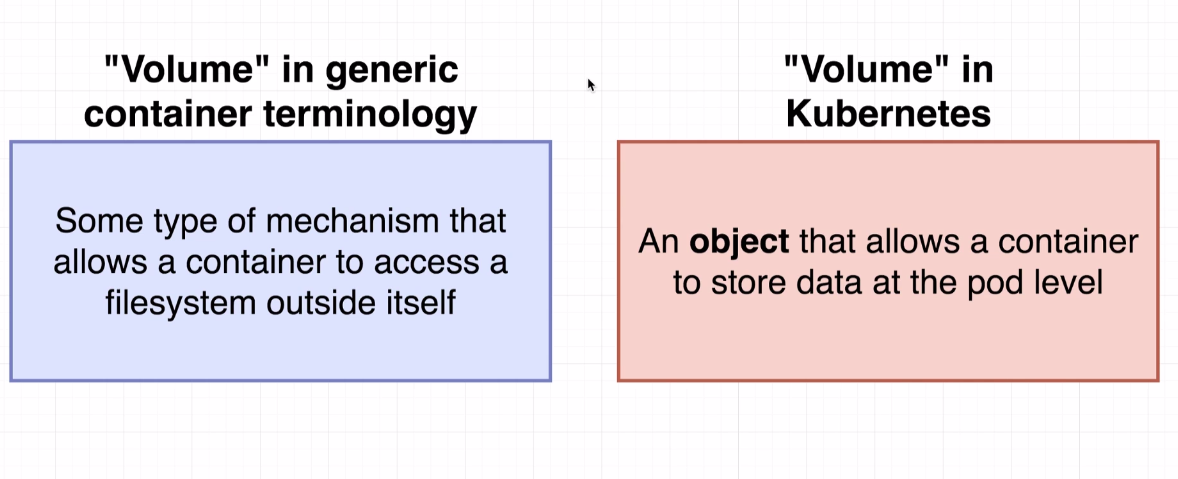 "Volume" in generic
container terminology
Some type of mechanism that
allows a container to access a
filesystem outside itself
"Volume" in
Kubernetes
An object that allows a container
to store data at the pod level